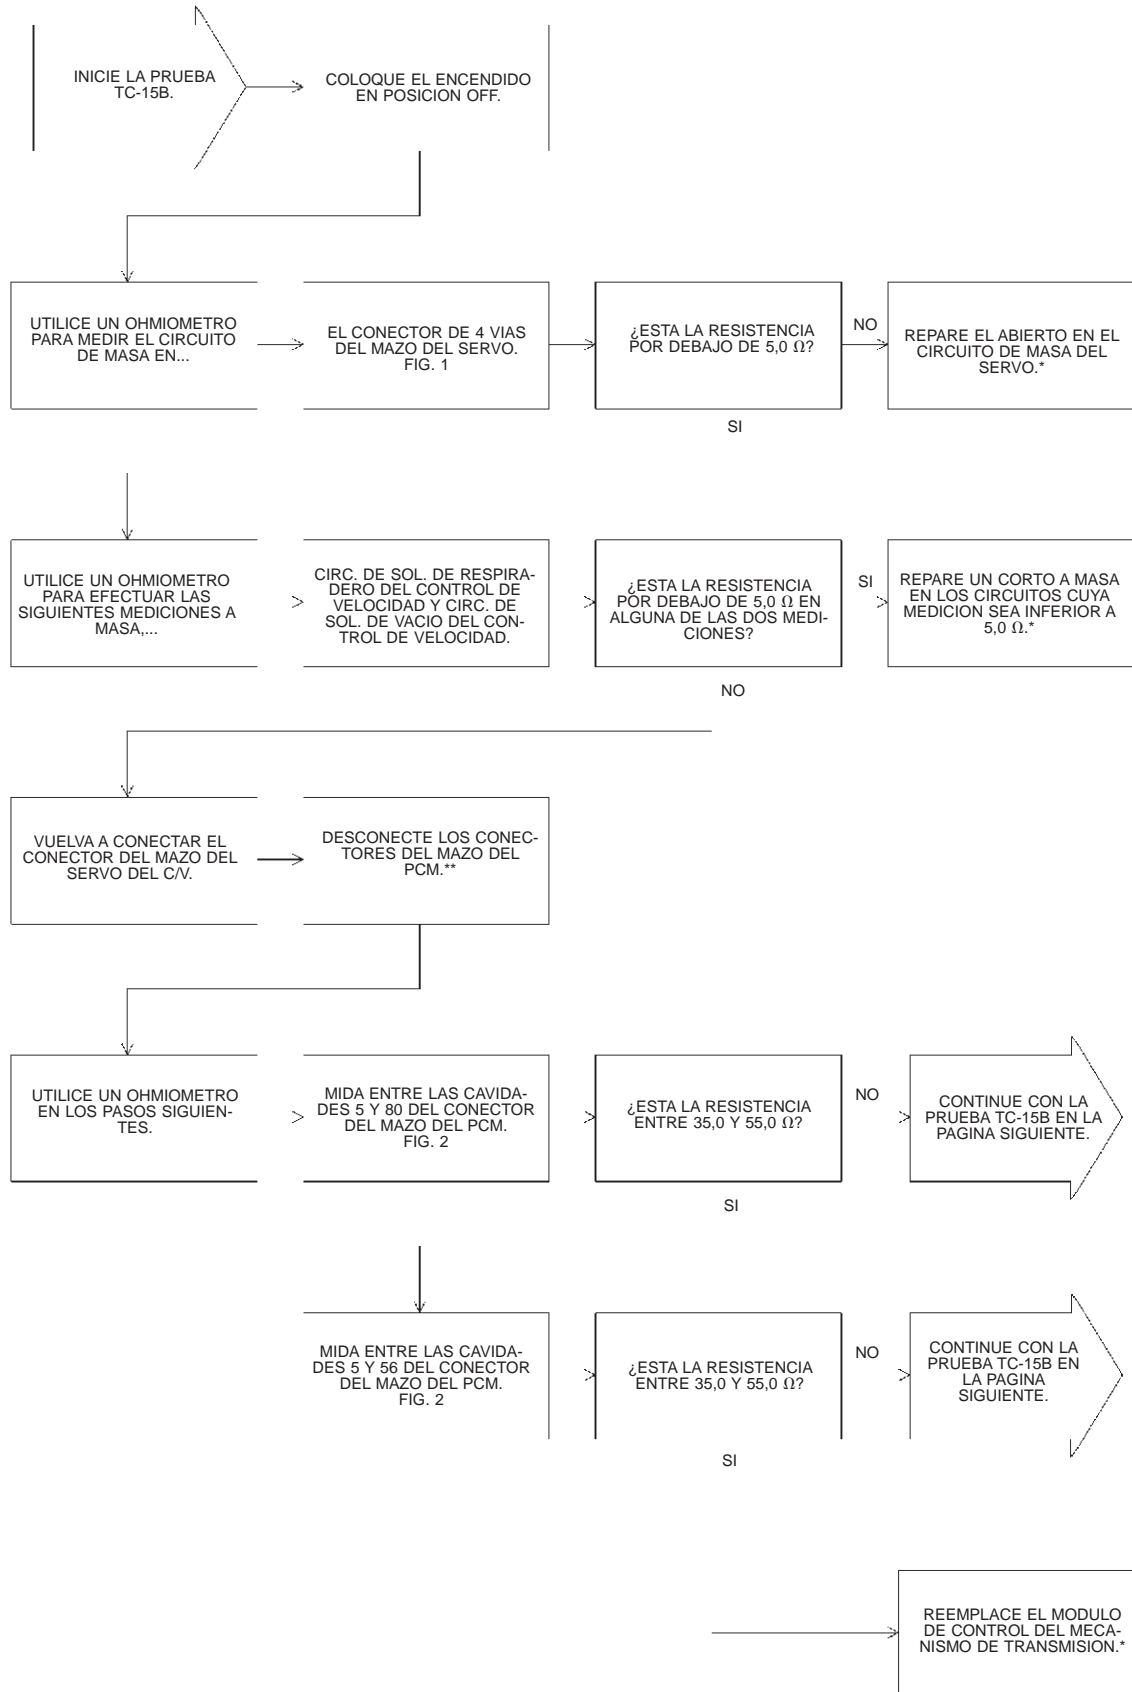 INICIE LA PRUEBA
TC-15B.
COLOQUE EL ENCENDIDO
EN POSICION OFF.
UTILICE UN OHMIOMETRO
PARA MEDIR EL CIRCUITO
DE MASA EN...
EL CONECTOR DE 4 VIAS
DEL MAZO DEL SERVO.
FIG. 1
¿ESTA LA RESISTENCIA
POR DEBAJO DE 5,0 Ω?
NO
REPARE EL ABIERTO EN EL
CIRCUITO DE MASA DEL
SERVO.*
SI
UTILICE UN OHMIOMETRO
PARA EFECTUAR LAS
SIGUIENTES MEDICIONES A
MASA,...
CIRC. DE SOL. DE RESPIRA-
DERO DEL CONTROL DE
VELOCIDAD Y CIRC. DE
SOL. DE VACIO DEL CON-
TROL DE VELOCIDAD.
¿ESTA LA RESISTENCIA
POR DEBAJO DE 5,0 Ω EN
ALGUNA DE LAS DOS MEDI-
CIONES?
SI
REPARE UN CORTO A MASA
EN LOS CIRCUITOS CUYA
MEDICION SEA INFERIOR A
5,0 Ω.*
NO
VUELVA A CONECTAR EL
CONECTOR DEL MAZO DEL
SERVO DEL C/V.
DESCONECTE LOS CONEC-
TORES DEL MAZO DEL
PCM.**
UTILICE UN OHMIOMETRO
EN LOS PASOS SIGUIEN-
TES.
MIDA ENTRE LAS CAVIDA-
DES 5 Y 80 DEL CONECTOR
DEL MAZO DEL PCM.
FIG. 2
¿ESTA LA RESISTENCIA
ENTRE 35,0 Y 55,0 Ω?
NO
CONTINUE CON LA
PRUEBA TC-15B EN LA
PAGINA SIGUIENTE.
SI
MIDA ENTRE LAS CAVIDA-
DES 5 Y 56 DEL CONECTOR
DEL MAZO DEL PCM.
FIG. 2
¿ESTA LA RESISTENCIA
ENTRE 35,0 Y 55,0 Ω?
NO
CONTINUE CON LA
PRUEBA TC-15B EN
LA PAGINA
SIGUIENTE.
SI
REEMPLACE EL MODULO
DE CONTROL DEL MECA-
NISMO DE TRANSMISION.*